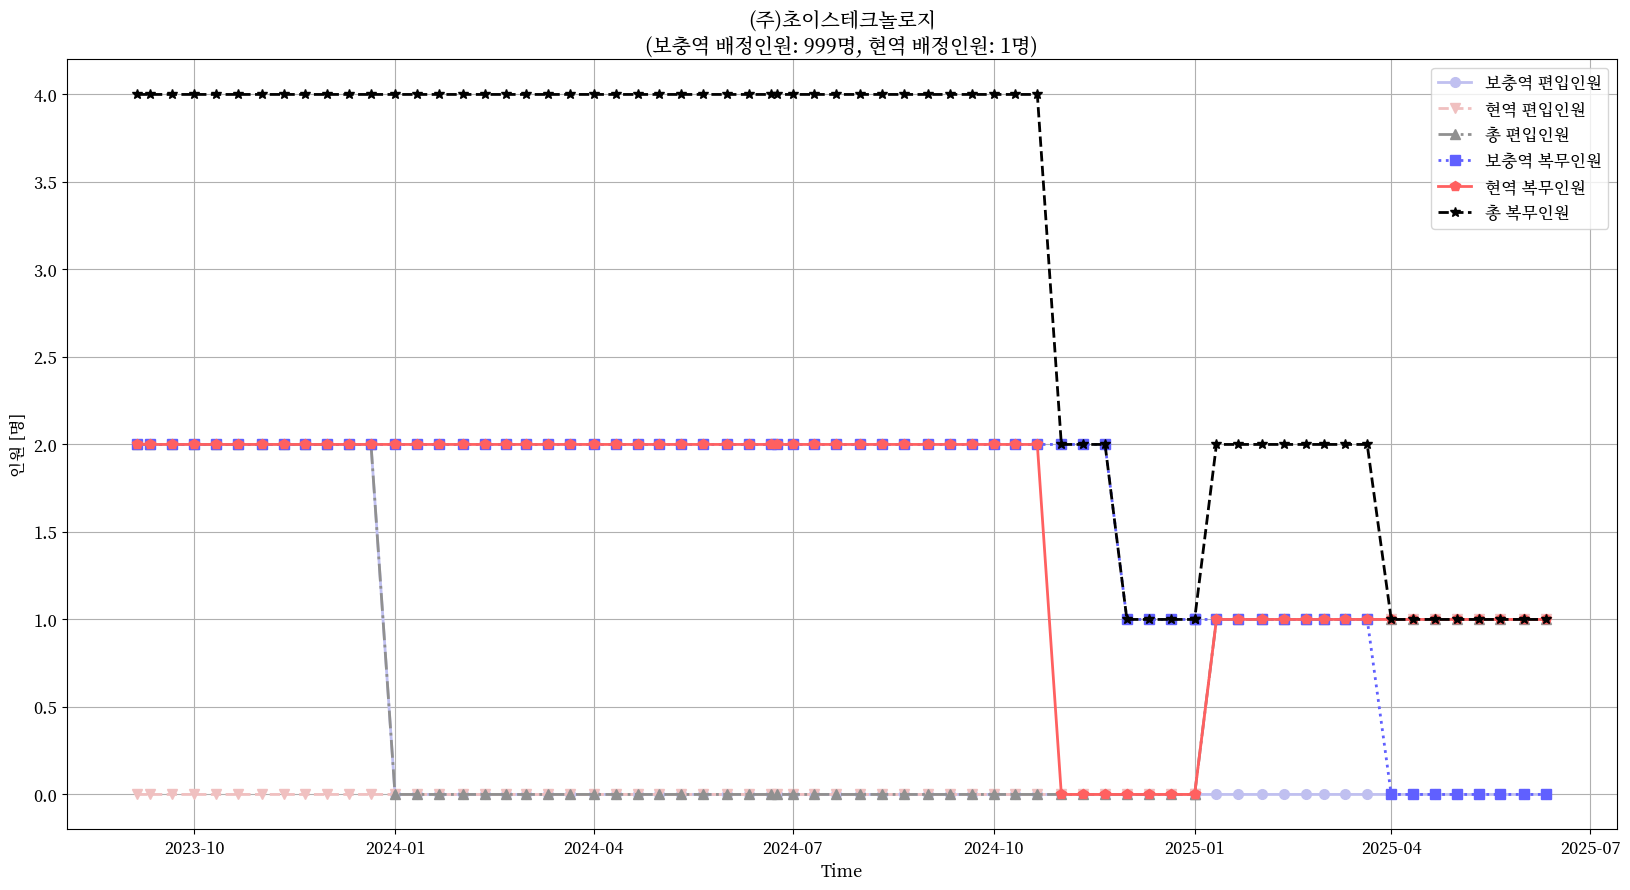 (주)초이스테크놀로지
(보충역 배정인원: 999명, 현역 배정인원: 1명)
보충역 편입인원
현역 편입인원
총 편입인원
보충역 복무인원
현역 복무인원
총 복무인원
인원 [명]
4.0
3.5
3.0
2.5
2.0
1.5
1.0
0.5
0.0
2023-10
2024-01
2024-04
2024-07
2024-10
2025-01
2025-04
2025-07
Time